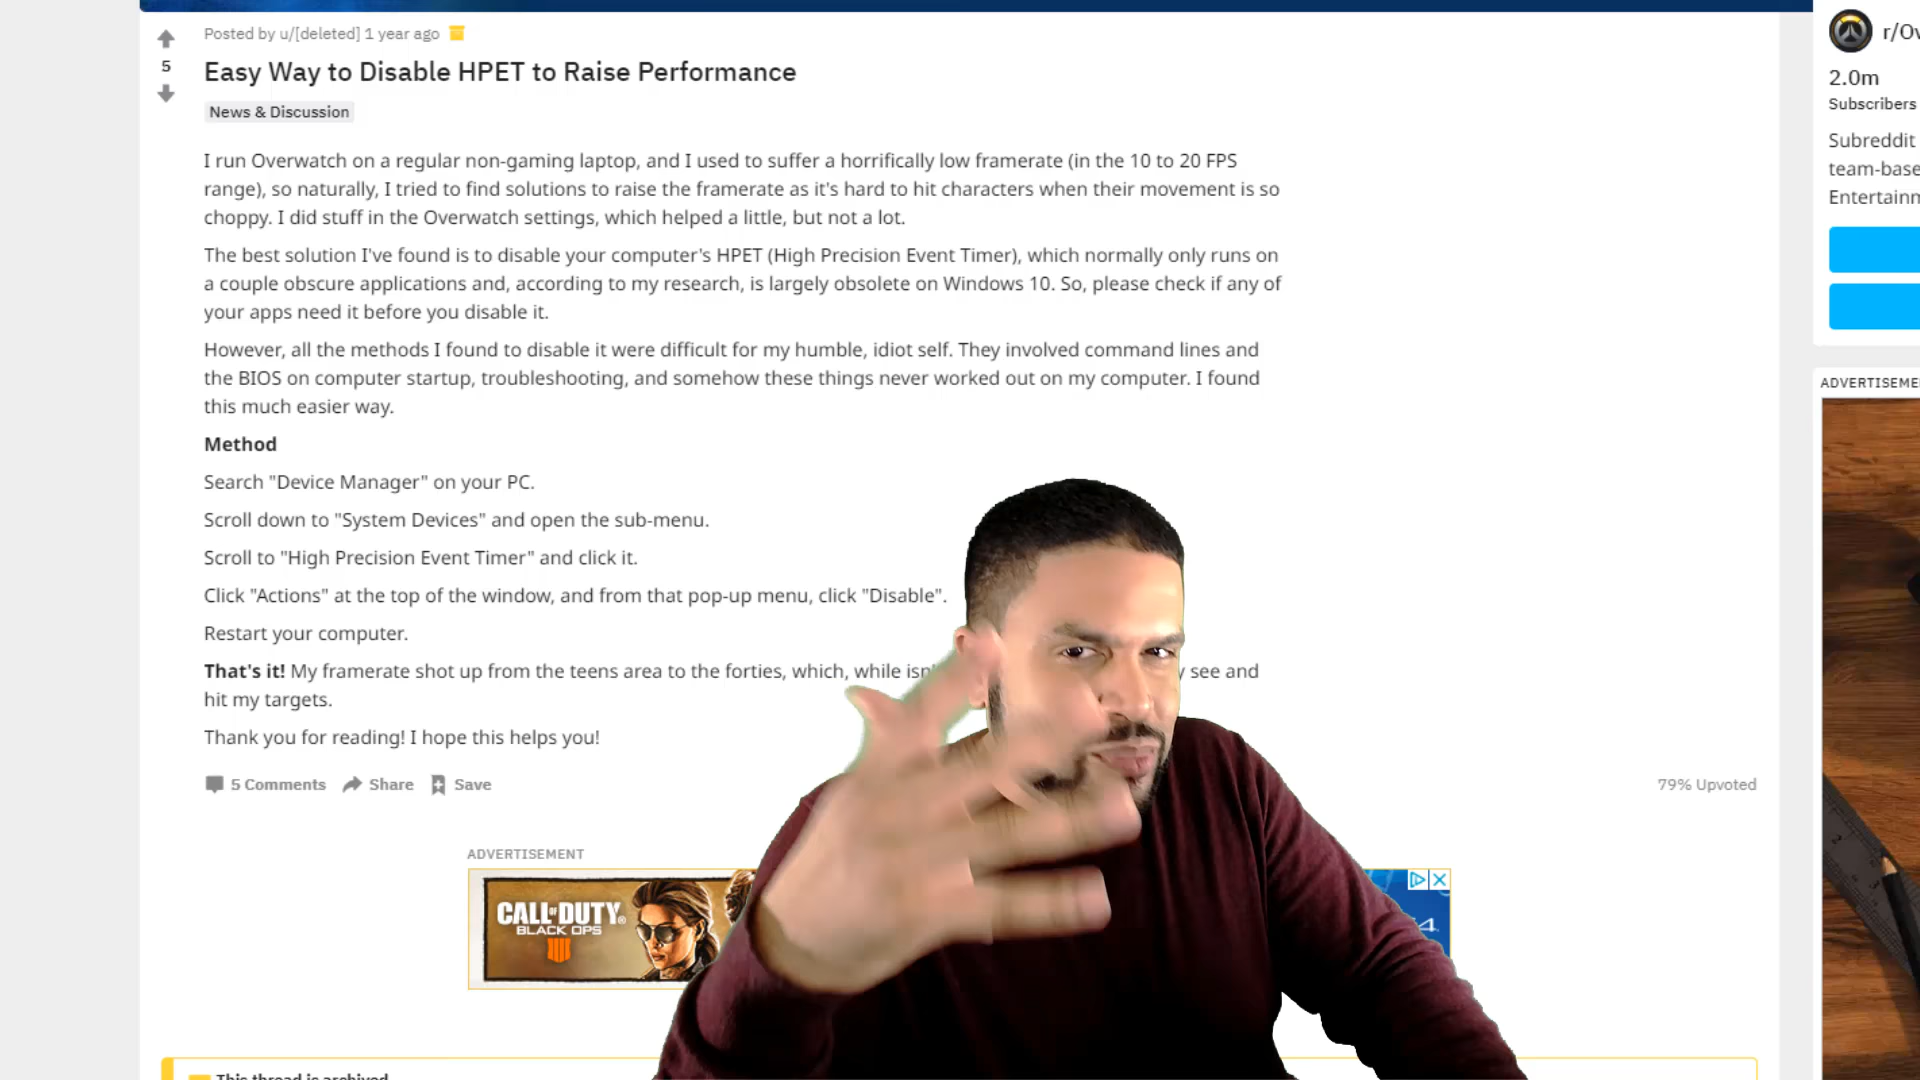 Posted by u/[deleted] 1 year ago
5
Easy Way to Disable HPET to Raise Performance
News & Discussion
I run Overwatch on a regular non-gaming laptop, and I used to suffer a horrifically low framerate (in the 10 to 20 FPS
range), so naturally, I tried to find solutions to raise the framerate as it's hard to hit characters when their movement is so
choppy. I did stuff in the Overwatch settings, which helped a little, but not a lot.
The best solution I've found is to disable your computer's HPET (High Precision Event Timer), which normally only runs on
a couple obscure applications and, according to my research, is largely obsolete on Windows 10. So, please check if any of
your apps need it before you disable it.
However, all the methods I found to disable it were difficult for my humble, idiot self. They involved command lines and
the BIOS on computer startup, troubleshooting, and somehow these things never worked out on my computer. I found
this much easier way.
Method
Search "Device Manager" on your PC.
Scroll down to "System Devices" and open the sub-menu.
Scroll to "High Precision Event Timer" and click it.
Click "Actions" at the top of the window, and from that pop-up menu, click "Disable".
Restart your computer.
That's it! My framerate shot up from the teens area to the forties, which, while see and
hit my targets.
Thank you for reading! I hope this helps you!
5 Comments Share Save
79% Upvoted
ADVERTISEMENT
CALL OF DUTY
BLACK OPS
IIII
4
This thread is archived
r/Ov
2.0m
Subscribers
Subreddit
team-base
Entertainm
ADVERTISEME